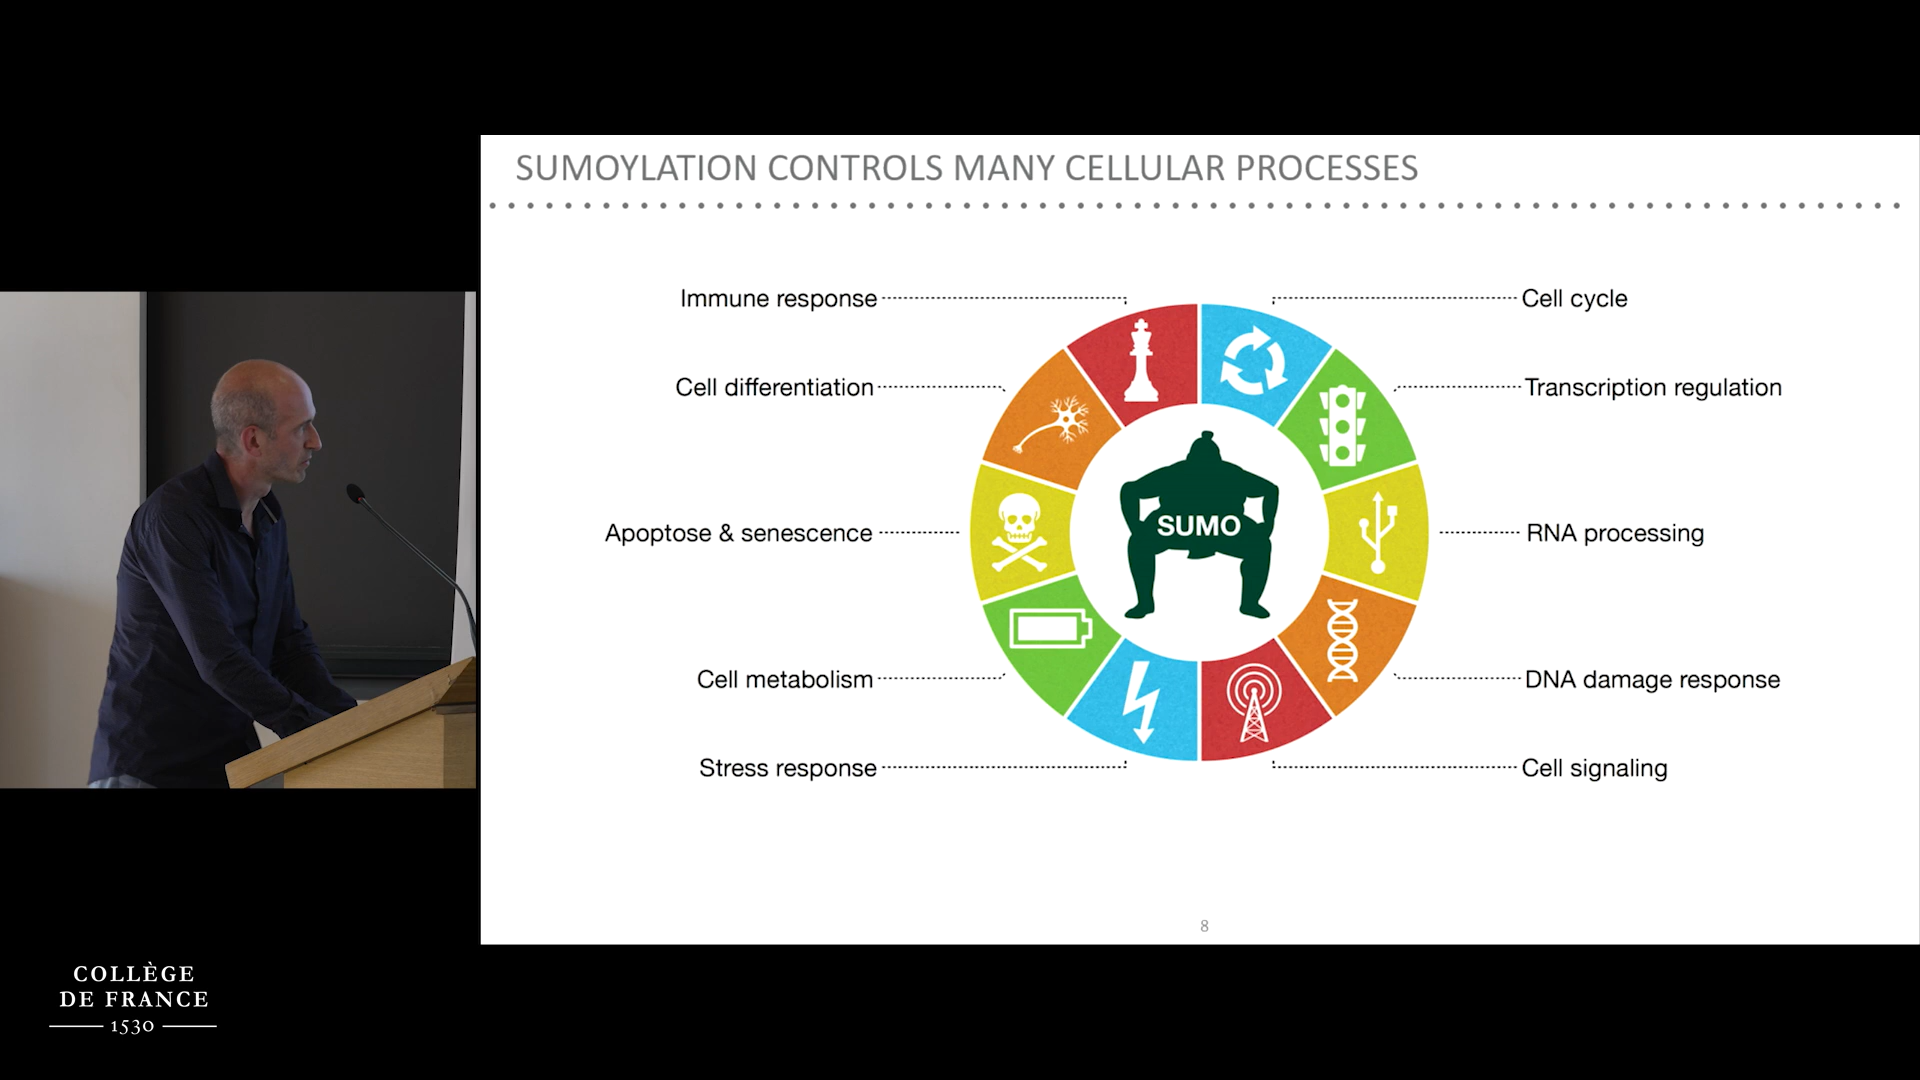 SUMOYLATION CONTROLS MANY CELLULAR PROCESSES
Immune response
Cell cycle
Cell differentiation
Transcription regulation
SUMO
Apoptose & senescence
RNA processing
Cell metabolism
DNA damage response
Stress response
Cell signaling
8
COLLÈGE
DE FRANCE
1530